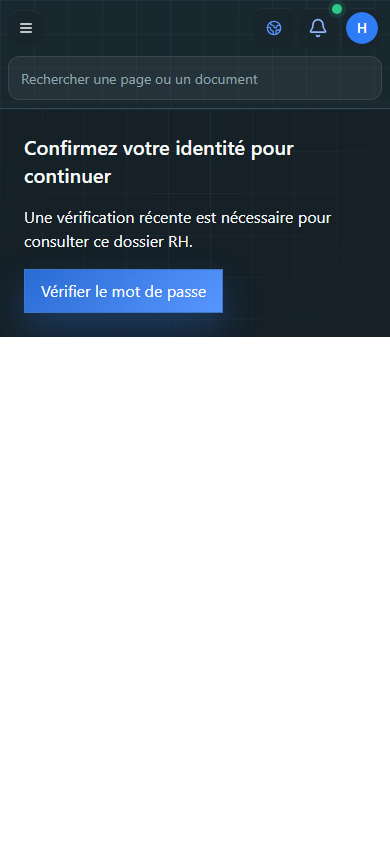 H
Rechercher une page ou un document
Confirmez votre identité pour
continuer
Une vérification récente est nécessaire pour
consulter ce dossier RH.
Vérifier le mot de passe